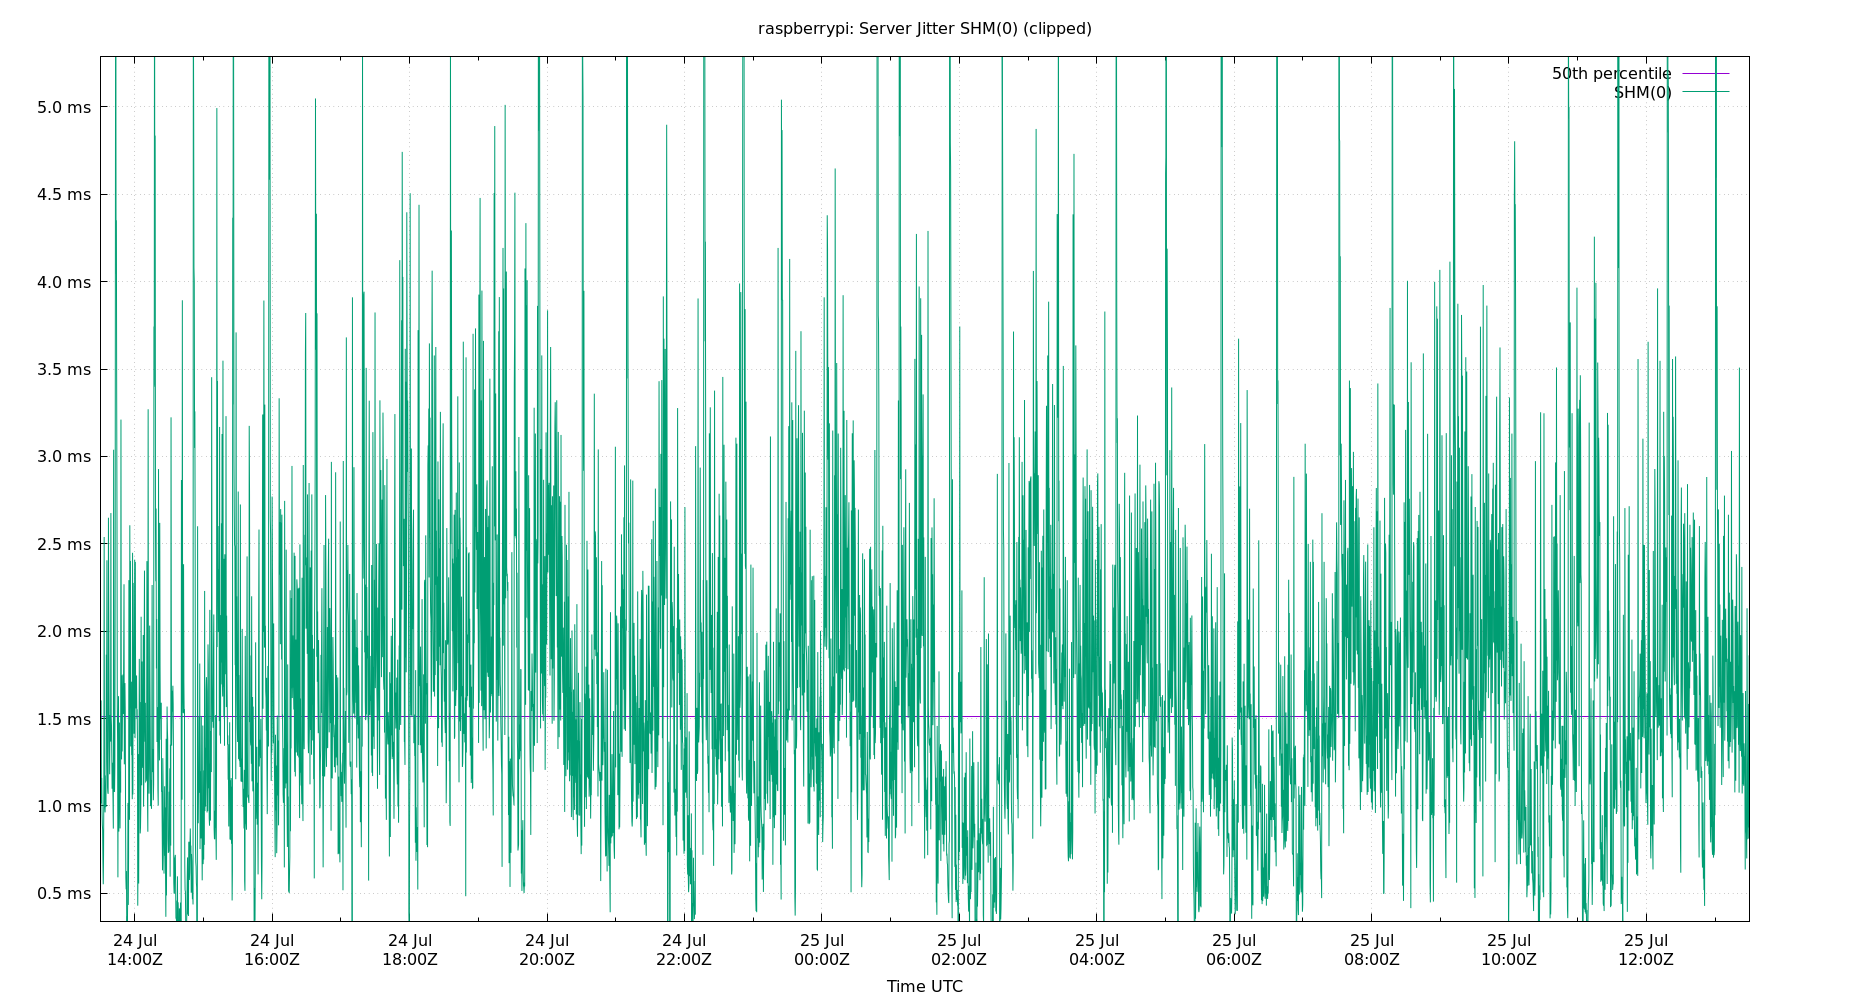 raspberrypi: Server Jitter SHM(0) (clipped)
50th percentile
SHM(0)
5.0 ms
4.5 ms
4.0 ms
3.5 ms
3.0 ms
2.5 ms
2.0 ms
1.5 ms
1.0 ms
0.5 ms
24 Jul 24 Jul 24 Jul 24 Jul 24 Jul 25 Jul 25 Jul 25 Jul 25 Jul 25 Jul 25 Jul 25 Jul
14:00Z 16:00Z 18:00Z 20:00Z 22:00Z 00:00Z 02:00Z 04:00Z 06:00Z 08:00Z 10:00Z 12:00Z
Time UTC